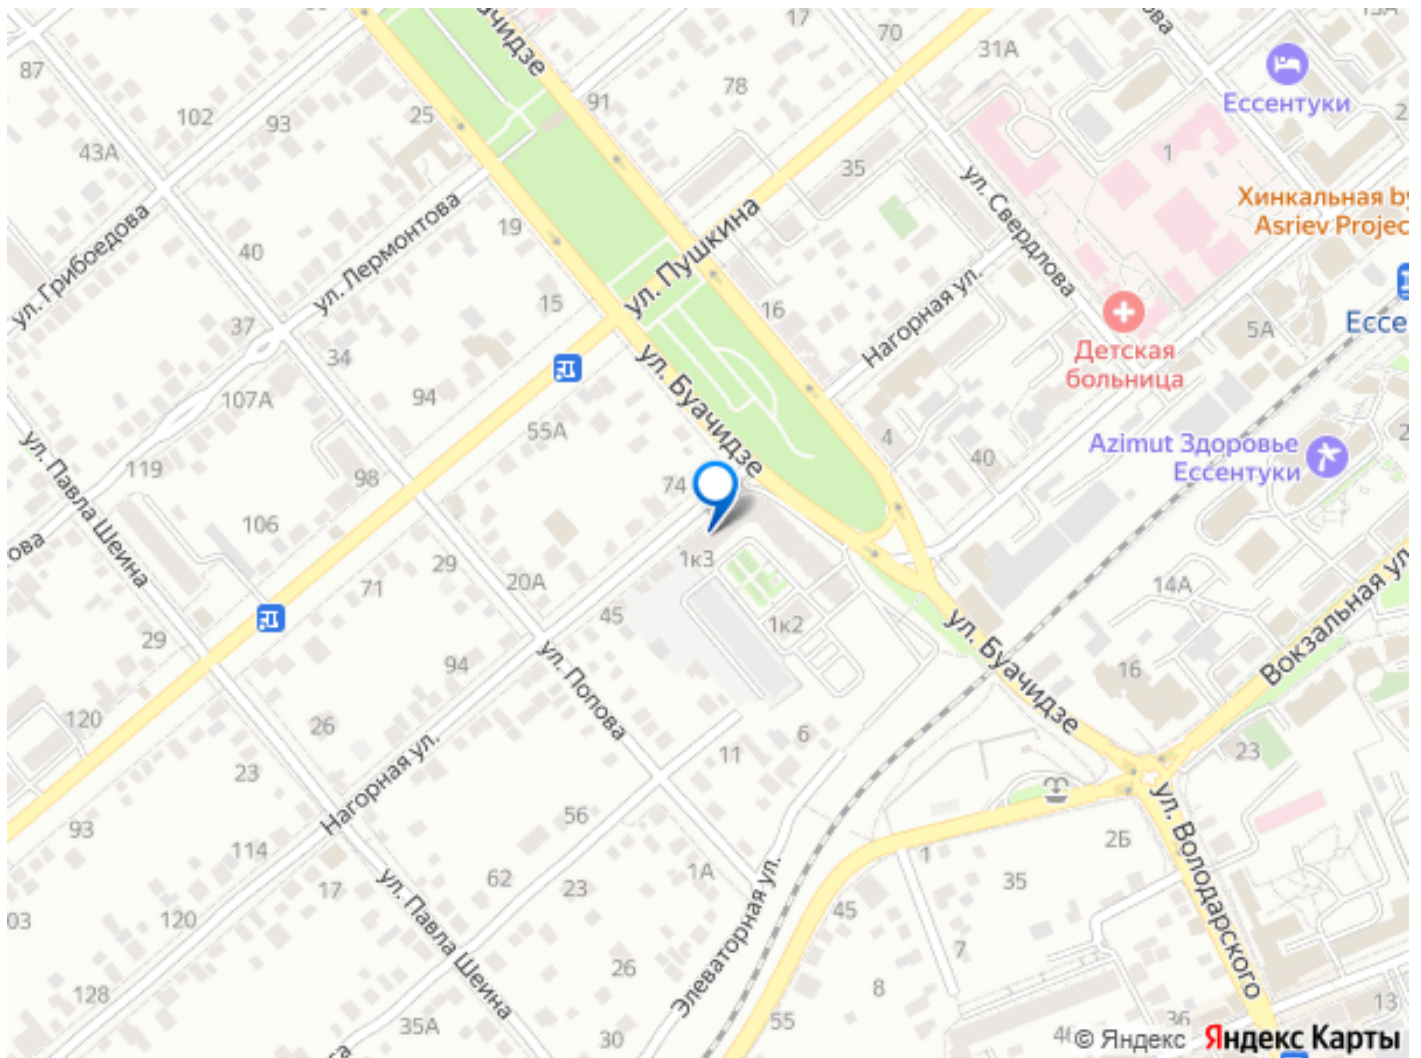 17
70
31А
87
102
93
25
91
78
Ессентуки
43А
35
1
Хинкальная by
Asriev Projec
ул. Грибоедова
40
ул. Лермонтова
19
ул. Пушкина
ул. Свердлова
15
16
Нагорная ул.
5А
Ессе
37
34
Детская
больница
107А
94
55А
ул. Буачидзе
4
40
Azimut Здоровье
Ессентуки
119
98
74
ул. Павла Шеина
106
29
1к3
71
20А
45
1к2
14А
29
94
16
ул. Буачидзе
Вокзальная ул.
120
26
ул. Попова
6
11
23
23
Нагорная ул.
93
56
114
2Б
17
62
23
1А
1
35
ул. Володарского
03
120
ул. Павла Шеина
45
Элеваторная ул.
7
26
8
128
35А
30
55
36
13
© Яндекс Яндекс Карты